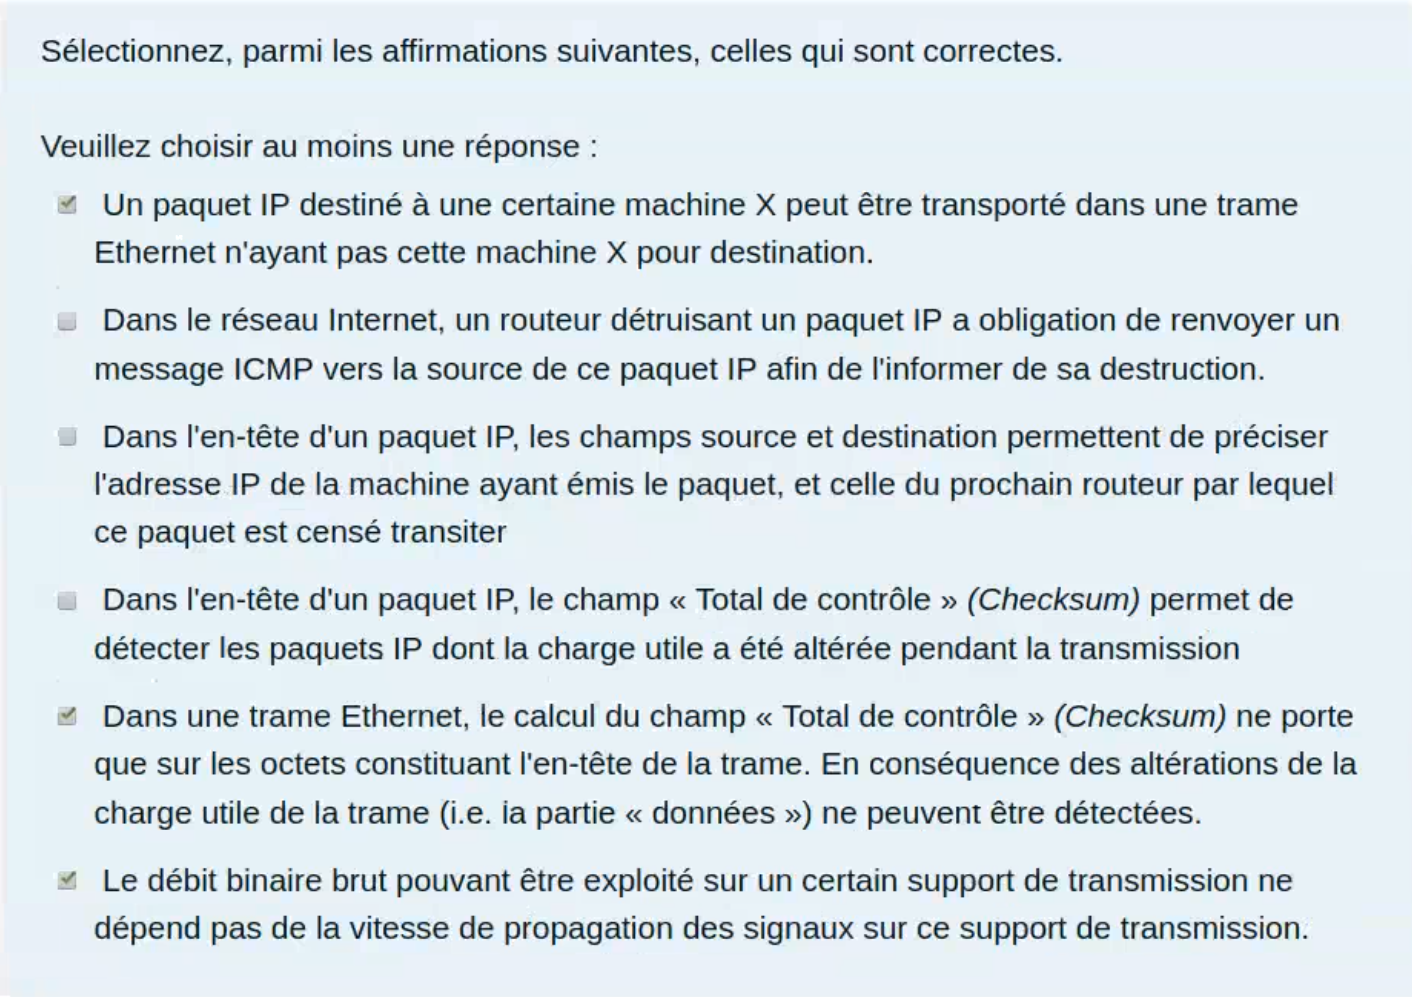 Sélectionnez, parmi les affirmations suivantes, celles qui sont correctes.
Veuillez choisir au moins une réponse :
Un paquet IP destiné à une certaine machine X peut être transporté dans une trame
Ethernet n'ayant pas cette machine X pour destination.
Dans le réseau Internet, un routeur détruisant un paquet IP a obligation de renvoyer un
message ICMP vers la source de ce paquet IP afin de l'informer de sa destruction.
Dans l'en-tête d'un paquet IP, les champs source et destination permettent de préciser
l'adresse IP de la machine ayant émis le paquet, et celle du prochain routeur par lequel
ce paquet est censé transiter
Dans l'en-tête d'un paquet IP, le champ « Total de contrôle » (Checksum) permet de
détecter les paquets IP dont la charge utile a été altérée pendant la transmission
Dans une trame Ethernet, le calcul du champ « Total de contrôle » (Checksum) ne porte
que sur les octets constituant l'en-tête de la trame. En conséquence des altérations de la
charge utile de la trame (i.e. la partie « données ») ne peuvent être détectées.
Le débit binaire brut pouvant être exploité sur un certain support de transmission ne
dépend pas de la vitesse de propagation des signaux sur ce support de transmission.